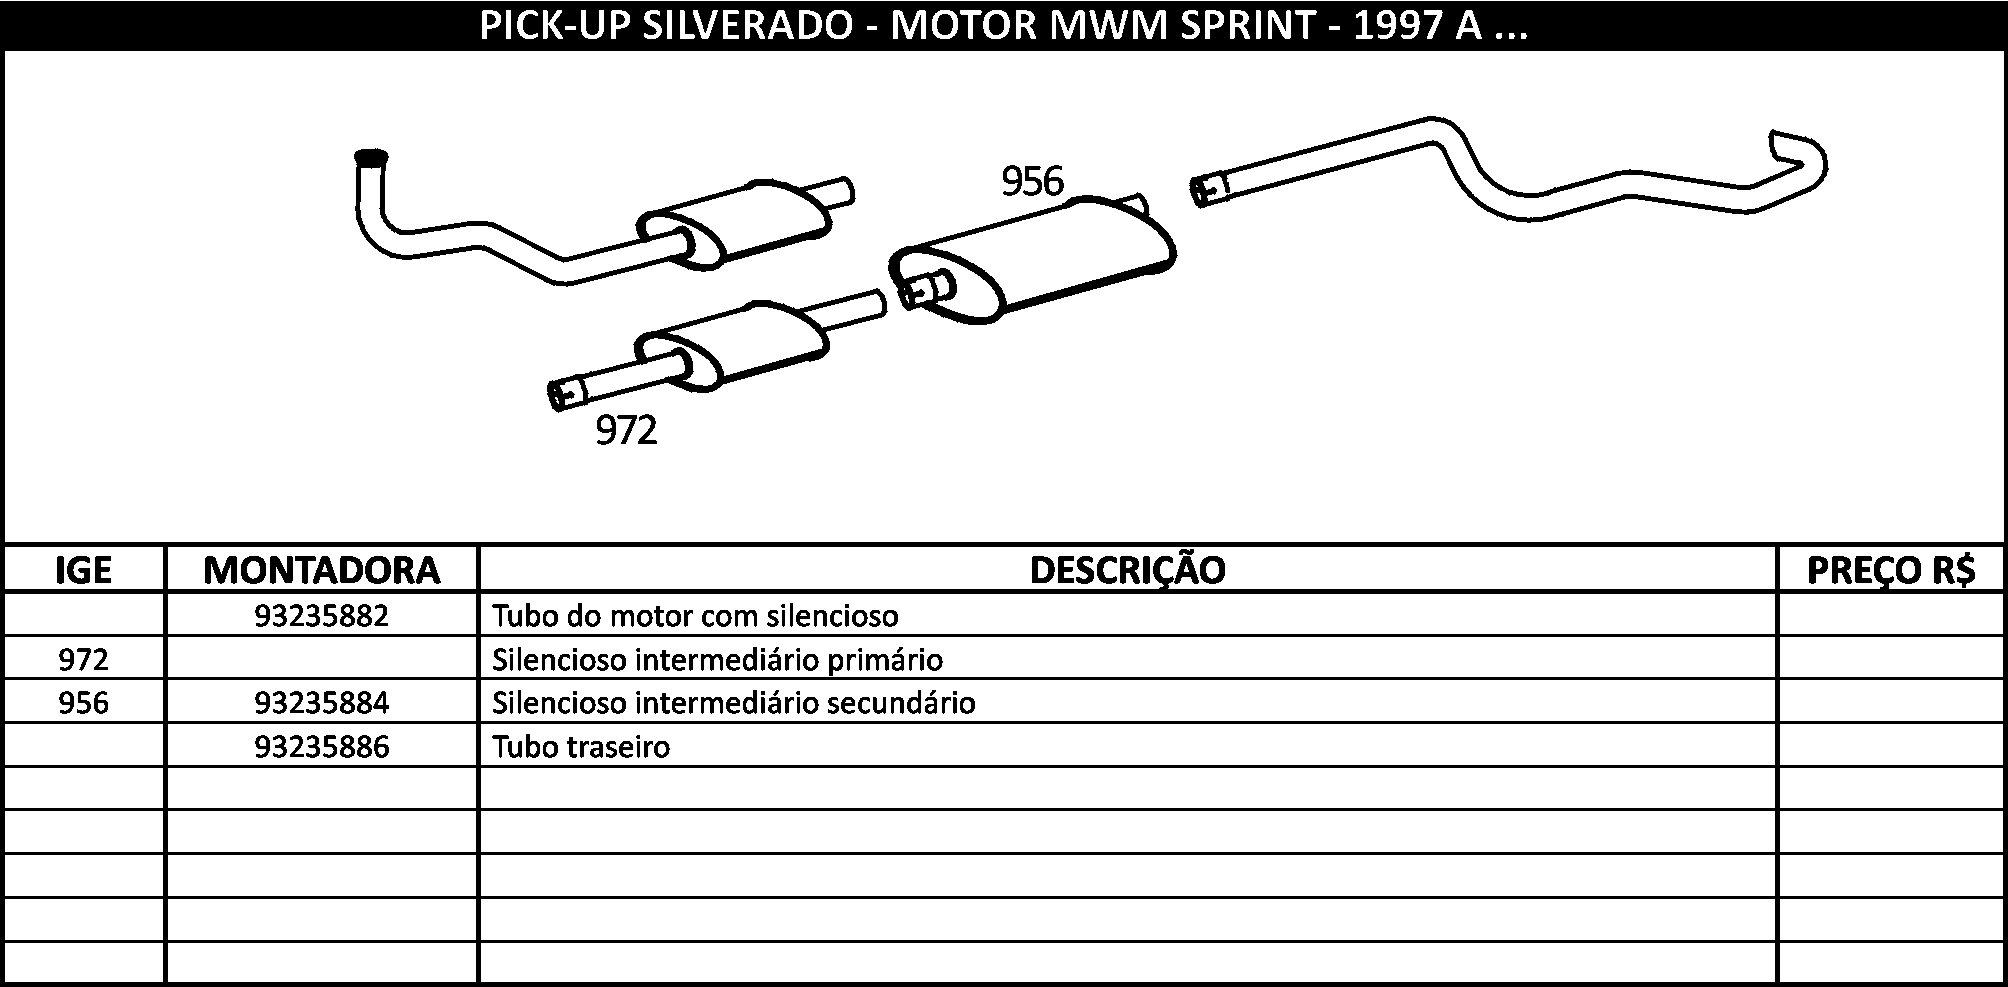 PICK-UP SILVERADO - MOTOR MWM SPRINT - 1997 A ...
956
972
IGE MONTADORA DESCRIÇÃO PREÇO R$
93235882 Tubo do motor com silencioso
972 Silencioso intermediário primário
956 93235884 Silencioso intermediário secundário
93235886 Tubo traseiro